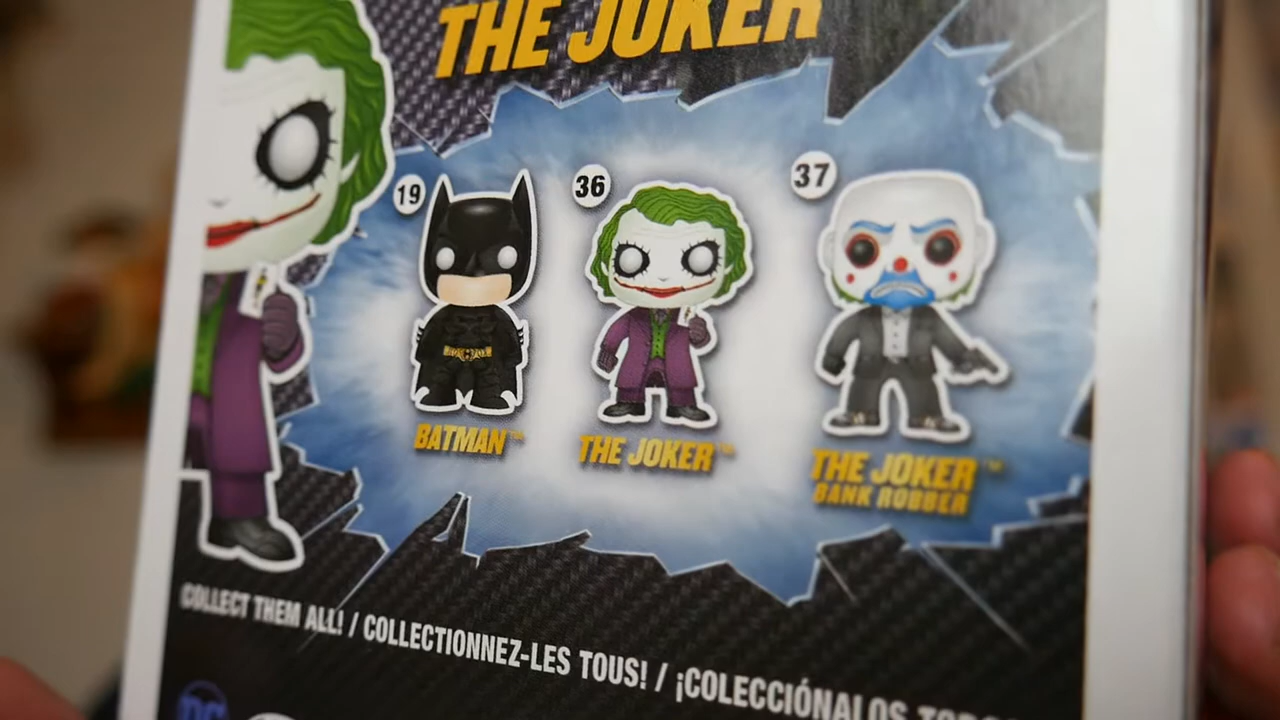 THE JOKER
19
36
37
BATMAN™
THE JOKER™
THE JOKER™
BANK ROBBER
COLLECT THEM ALL! / COLLECTIONNEZ-LES TOUS! / ¡COLECCIÓNALOS
DC